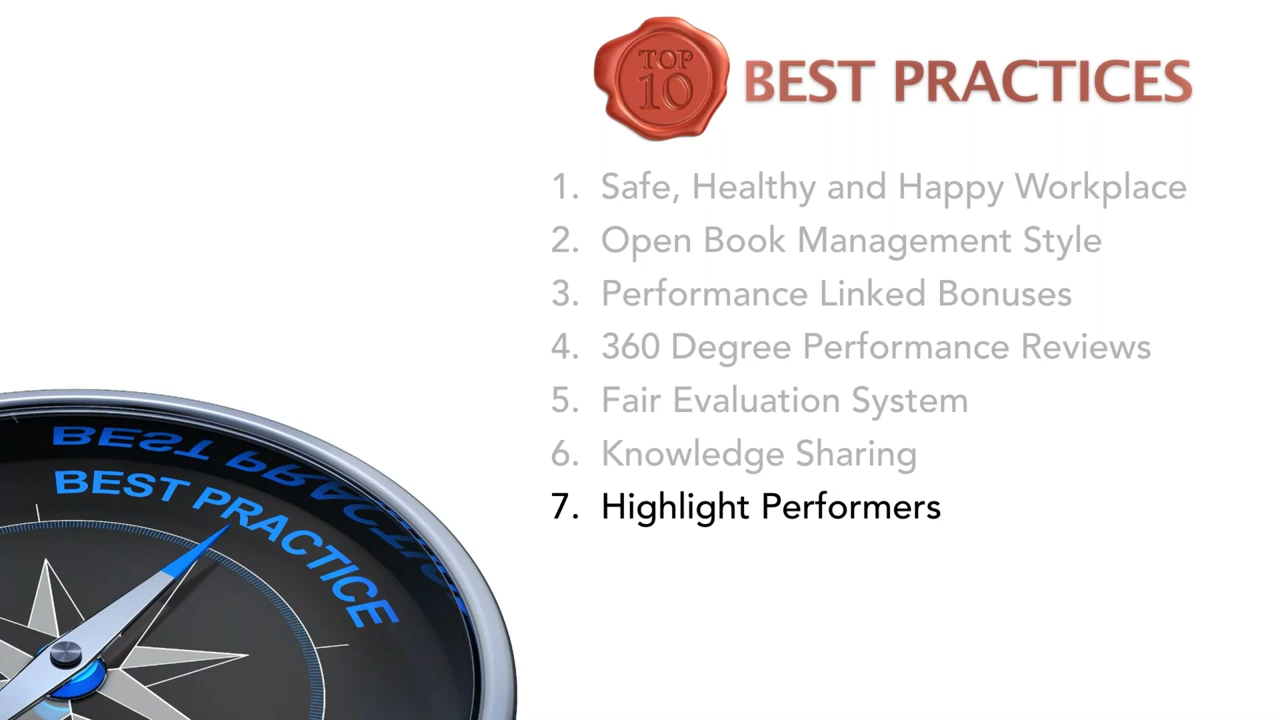 TOP
10
BEST PRACTICES
1. Safe, Healthy and Happy Workplace
2. Open Book Management Style
3. Performance Linked Bonuses
4. 360 Degree Performance Reviews
5. Fair Evaluation System
6. Knowledge Sharing
7. Highlight Performers
BEST PRACTICE
BEST PRACTICE